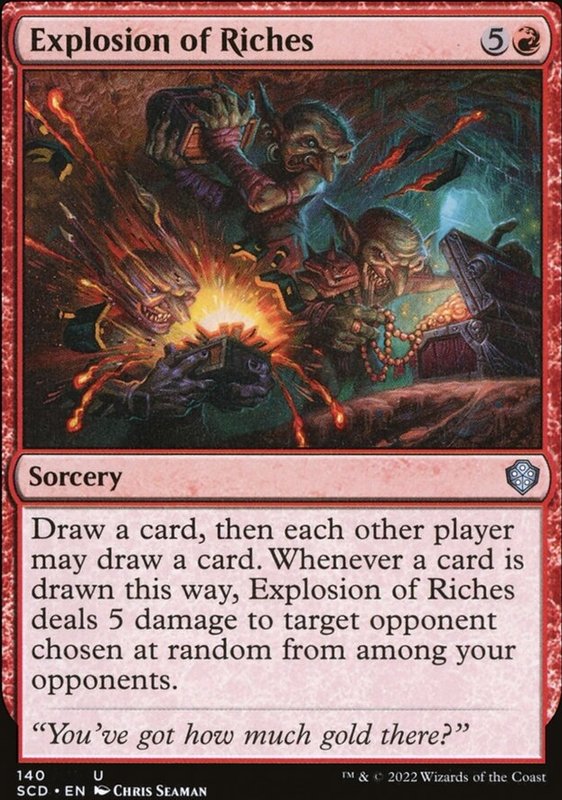 Explosion of Riches 5
Sorcery
Draw a card, then each other player
may draw a card. Whenever a card is
drawn this way, Explosion of Riches
deals 5 damage to target opponent
chosen at random from among your
opponents.
“You’ve got how much gold there?”
140 U
SCD • EN Chris Seaman ™ & © 2022 Wizards of the Coast